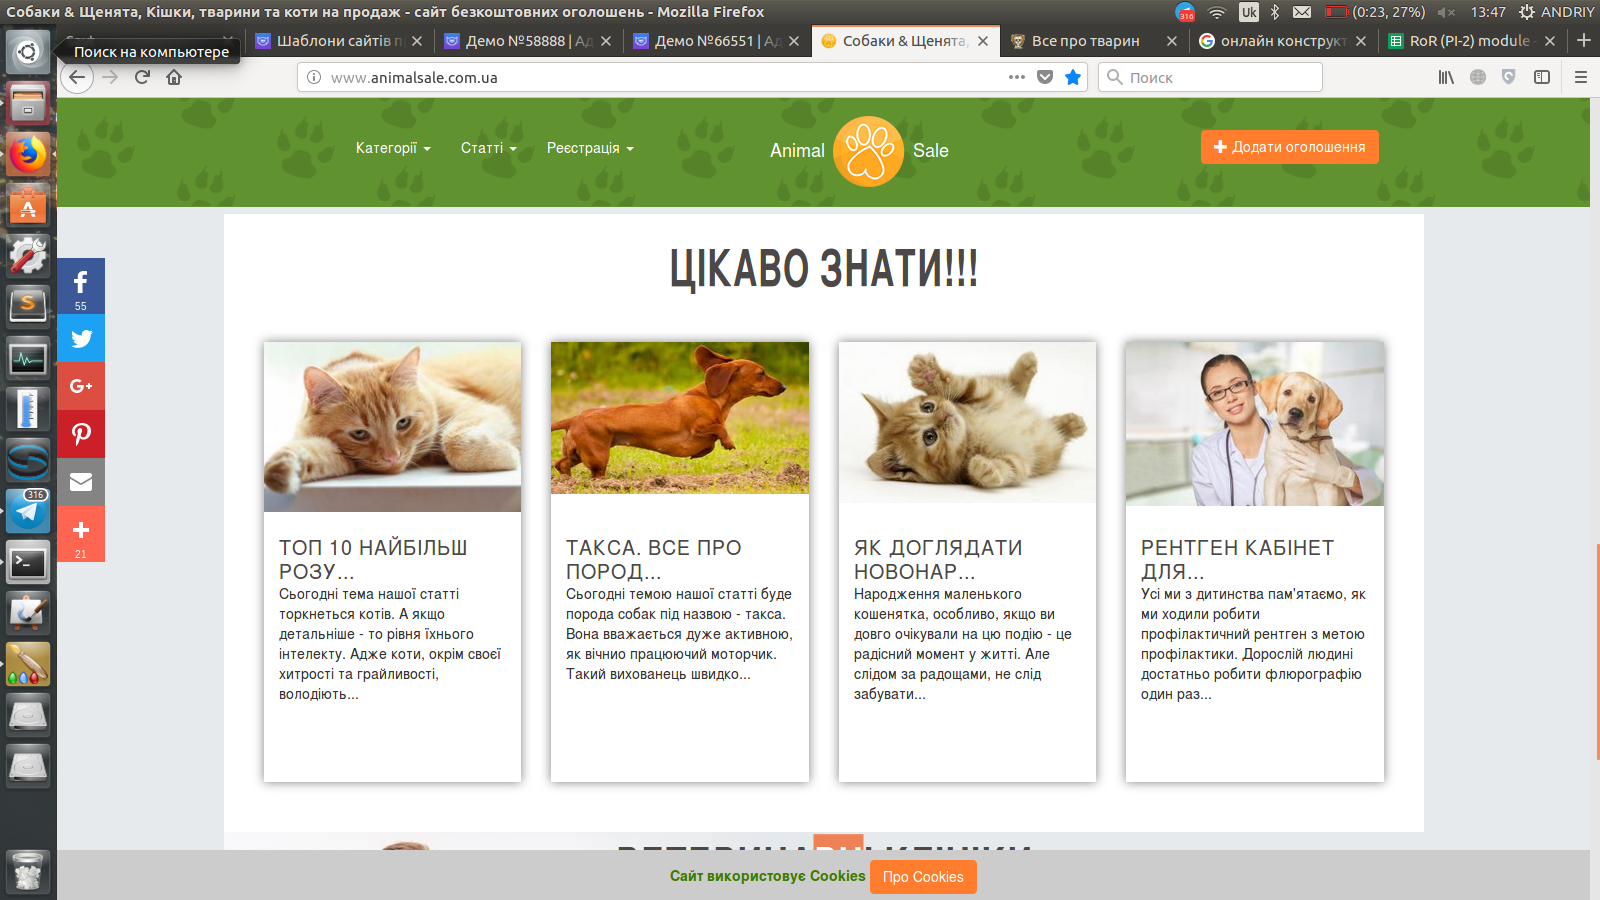 Собаки & Щенята, Кішки, тварини та коти на продаж - сайт безкоштовних оголошень - Mozilla Firefox
316
Uk
(0:23, 27%)
13:47
ANDRIY
Поиск на компьютере
Шаблони сайтів п
Демо №58888 | Ад
Демо №66551 | Ад
Собаки & Щенята,
Все про тварин
онлайн конструкт
RoR (PI-2) module -
www.animalsale.com.ua
Поиск
Категорії
Статті
Реєстрація
Animal
Sale
Додати оголошення
ЦІКАВО ЗНАТИ!!!
55
G+
21
316
ТОП 10 НАЙБІЛЬШ
РОЗУ...
Сьогодні тема нашої статті
торкнеться котів. А якщо
детальніше - то рівня їхнього
інтелекту. Адже коти, окрім своєї
хитрості та грайливості,
володіють...
ТАКСА. ВСЕ ПРО
ПОРОД...
Сьогодні темою нашої статті буде
порода собак під назвою - такса.
Вона вважається дуже активною,
як вічнио працюючий моторчик.
Такий вихованець швидко...
ЯК ДОГЛЯДАТИ
НОВОНАР...
Народження маленького
кошенятка, особливо, якщо ви
довго очікували на цю подію - це
радісний момент у житті. Але
слідом за радощами, не слід
забувати...
РЕНТГЕН КАБІНЕТ
ДЛЯ...
Усі ми з дитинства пам'ятаємо, як
ми ходили робити
профілактичний рентген з метою
профілактики. Дорослій людині
достатньо робити флюрографію
один раз...
Сайт використовує Cookies
Про Cookies